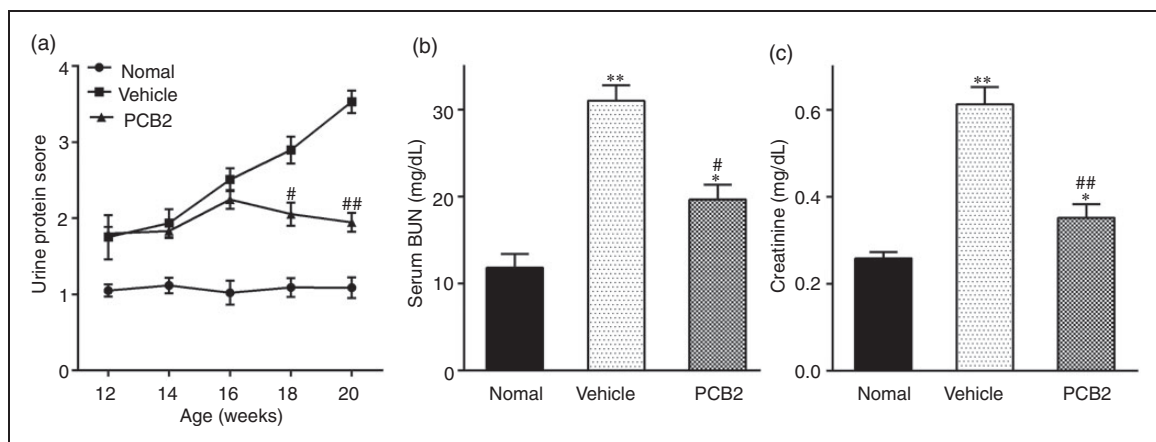 (a)
Nomal
Vehicle
PCB2
4
3
2
1
0
Urine protein seore
#
##
12 14 16 18 20
Age (weeks)
(b)
30
20
10
0
Serum BUN (mg/dL)
**
#
*
Nomal Vehicle PCB2
(c)
0.6
0.4
0.2
0.0
Creatinine (mg/dL)
**
##
*
Nomal Vehicle PCB2